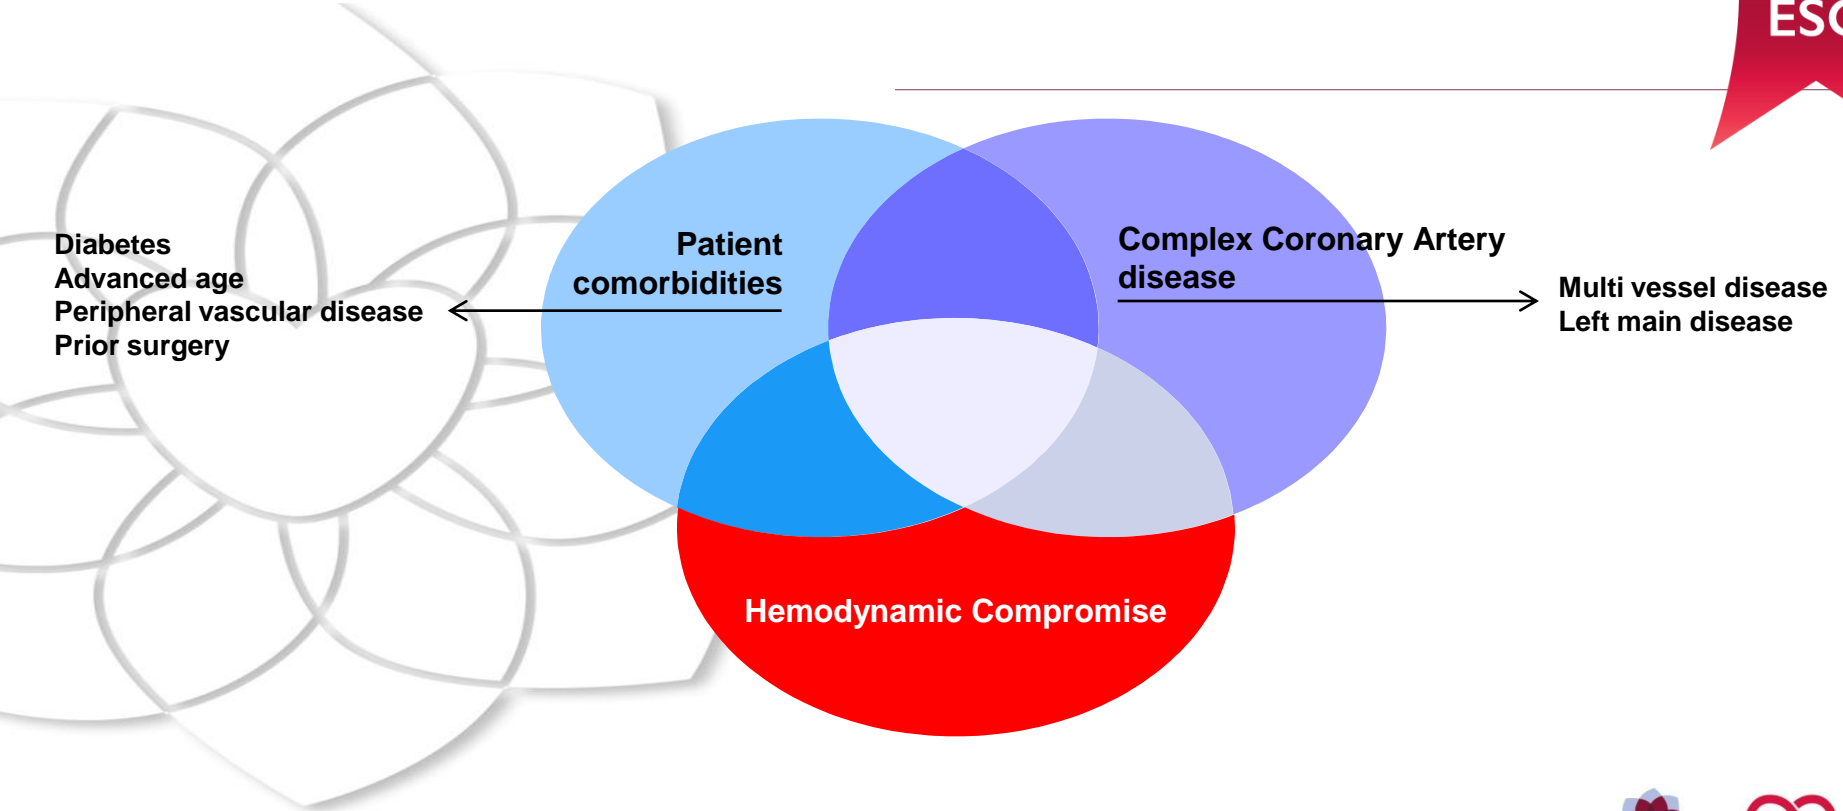 ESC
Diabetes
Advanced age
Peripheral vascular disease
Prior surgery
Patient
comorbidities
Complex Coronary Artery
disease
Multi vessel disease
Left main disease
Hemodynamic Compromise